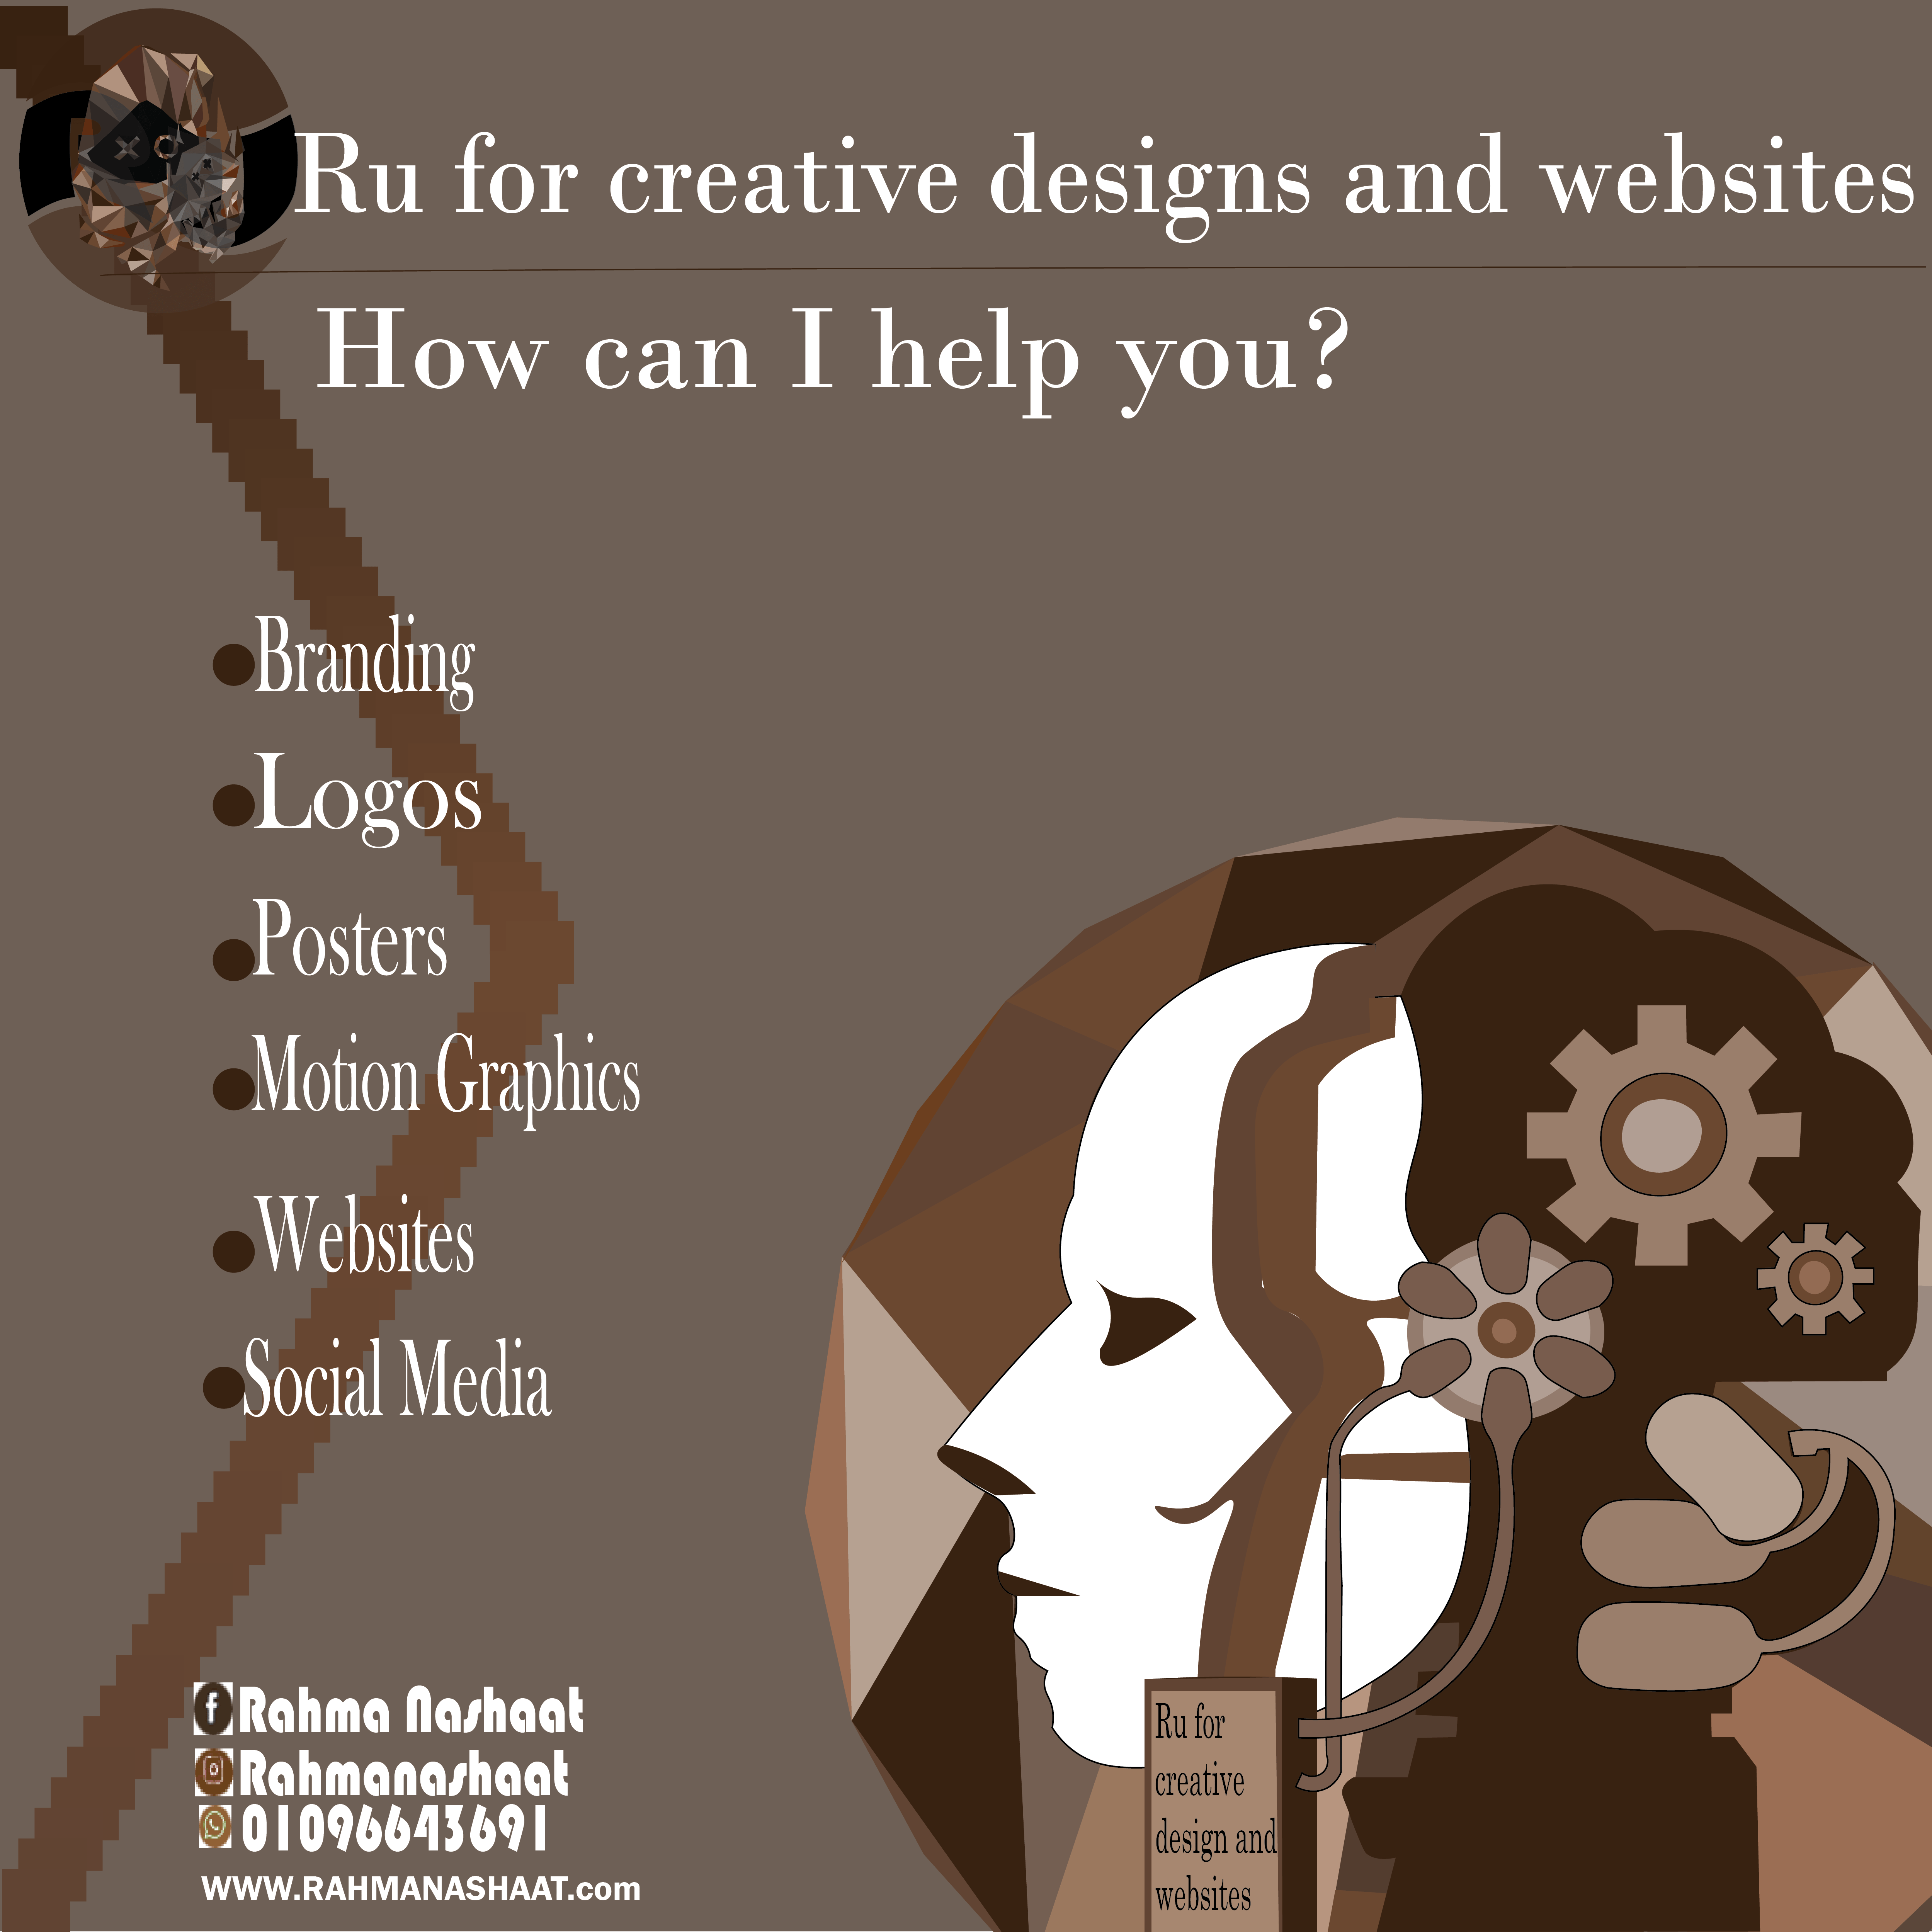 Ru for creative designs and websites
How can I help you?
Branding
Logos
Posters
Motion Graphics
Websites
Social Media
Rahma Nashaat
Rahmanashaat
01096643691
WWW.RAHMANASHAAT.com
Ru for
creative
design and
websites